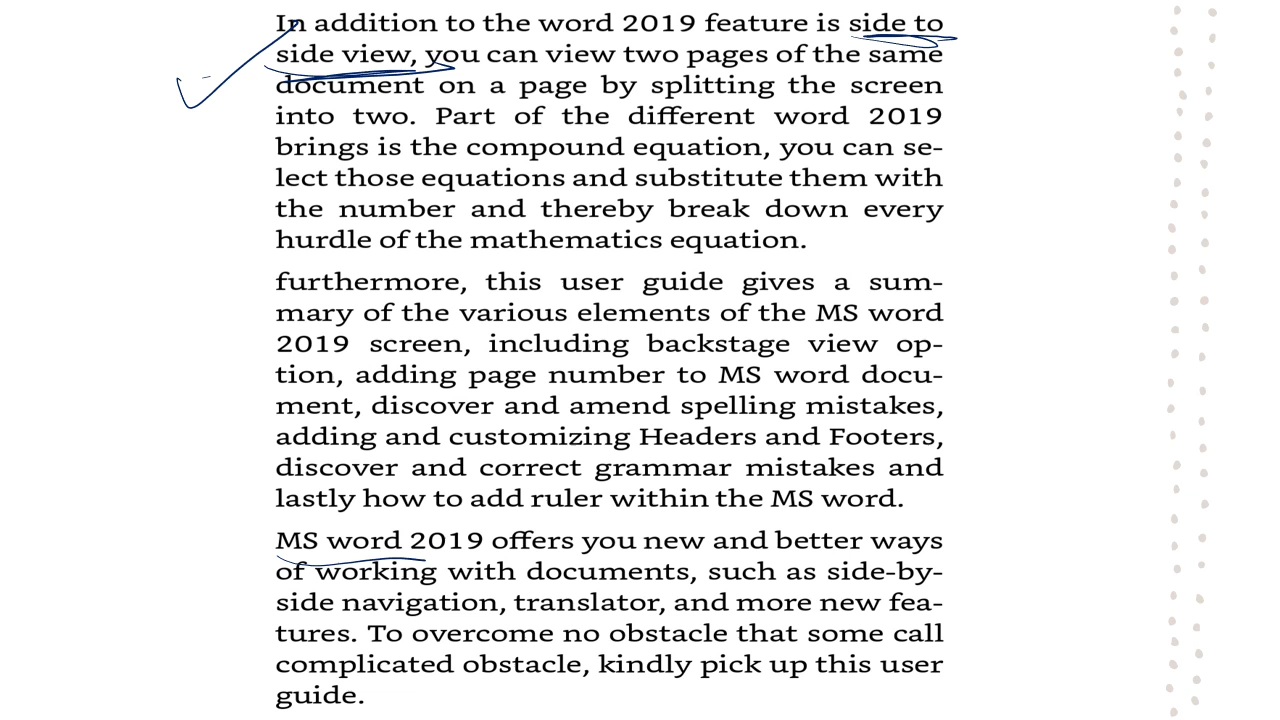 In addition to the word 2019 feature is side to
side view, you can view two pages of the same
document on a page by splitting the screen
into two. Part of the different word 2019
brings is the compound equation, you can se-
lect those equations and substitute them with
the number and thereby break down every
hurdle of the mathematics equation.
furthermore, this user guide gives a sum-
mary of the various elements of the MS word
2019 screen, including backstage view op-
tion, adding page number to MS word docu-
ment, discover and amend spelling mistakes,
adding and customizing Headers and Footers,
discover and correct grammar mistakes and
lastly how to add ruler within the MS word.
MS word 2019 offers you new and better ways
of working with documents, such as side-by-
side navigation, translator, and more new fea-
tures. To overcome no obstacle that some call
complicated obstacle, kindly pick up this user
guide.